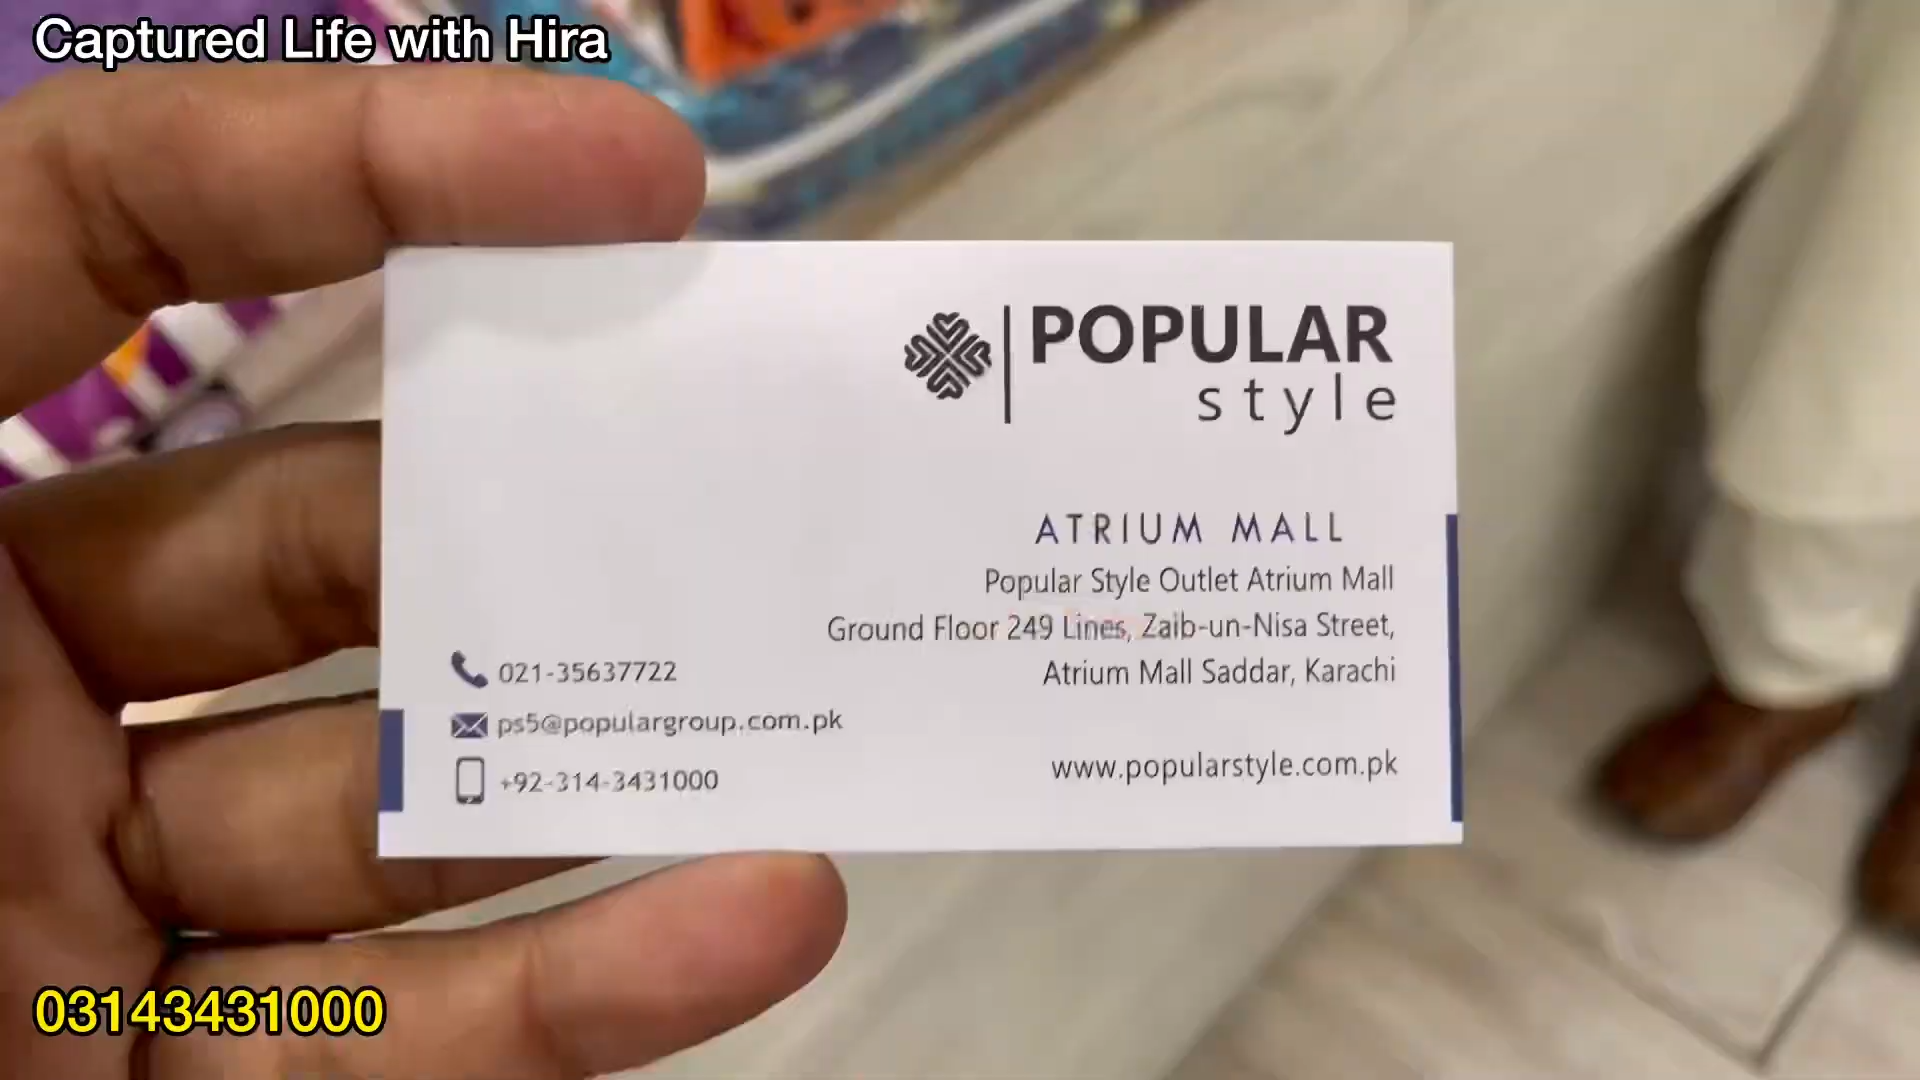 Captured Life with Hira
POPULAR
style
ATRIUM MALL
Popular Style Outlet Atrium Mall
Ground Floor 249 Lines, Zaib-un-Nisa Street,
Atrium Mall Saddar, Karachi
021-35637722
ps5@populargroup.com.pk
+92-314-3431000
www.popularstyle.com.pk
03143431000